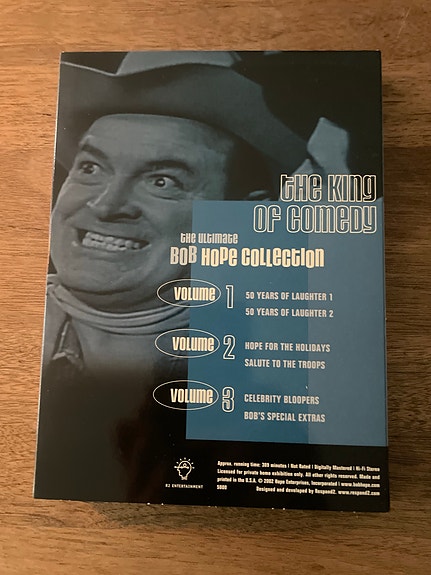 the King
OF COMEDY
the Ultimate
BOB HOPE COLLECTION
VOLUME 1
50 YEARS OF LAUGHTER 1
50 YEARS OF LAUGHTER 2
VOLUME 2
HOPE FOR THE HOLIDAYS
SALUTE TO THE TROOPS
VOLUME 3
CELEBRITY BLOOPERS
BOB'S SPECIAL EXTRAS
R2 ENTERTAINMENT
Approx. running time: 389 minutes | Not Rated | Digitally Mastered | Hi-Fi Stereo
Licensed for private home exhibition only. All other rights reserved. Made and
printed in the U.S.A. © 2002 Hope Enterprises, Incorporated | www.bobhope.com
5000
Designed and developed by Respond2. www.respond2.com